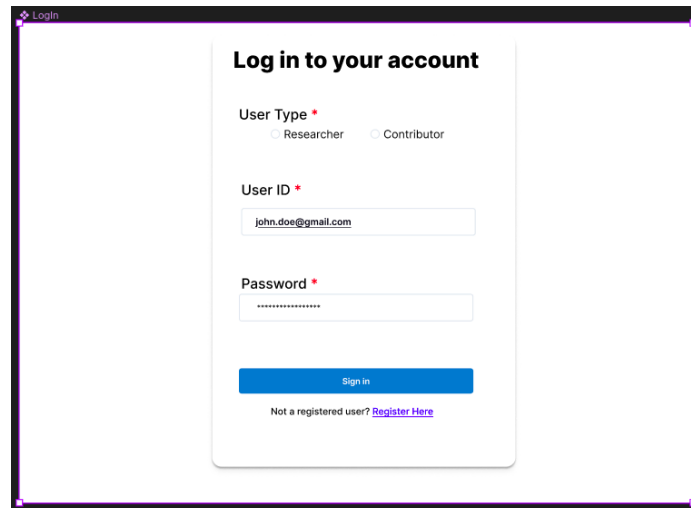 LogIn
Log in to your account
User Type *
Researcher Contributor
User ID *
john.doe@gmail.com
Password *
*****************
Sign in
Not a registered user? Register Here